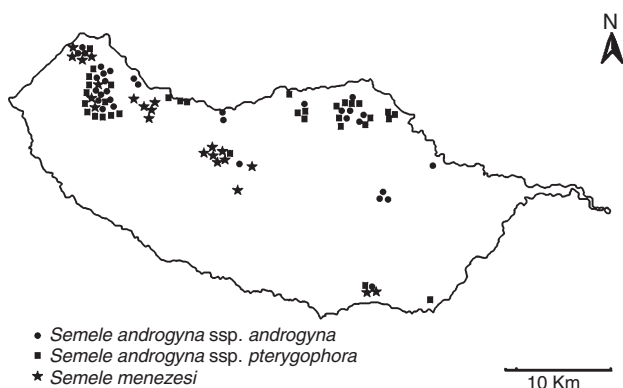 N
Semele androgyna ssp. androgyna
Semele androgyna ssp. pterygophora
Semele menezesi
10 Km